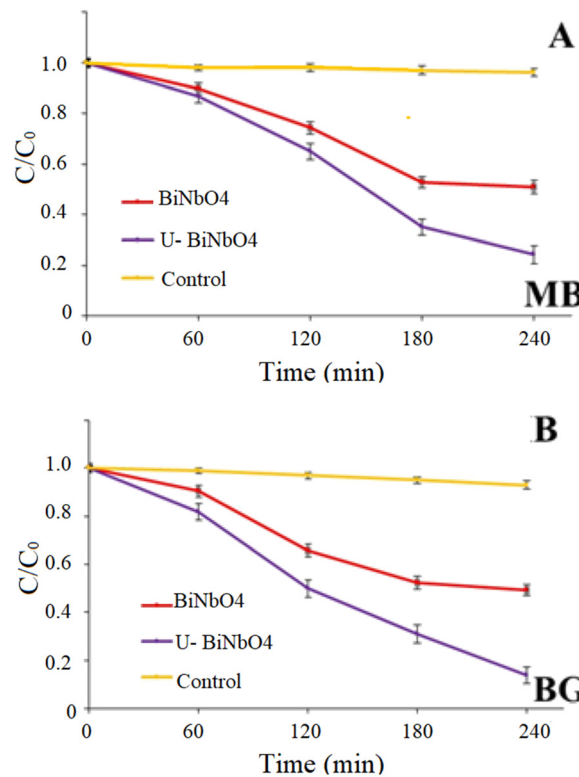 A
1.0
0.8
0.6
0.4
0.2
0
C/C₀
BiNbO4
U- BiNbO4
Control
MB
0 60 120 180 240
Time (min)
B
1.0
0.8
0.6
0.4
0.2
0
C/C₀
BiNbO4
U- BiNbO4
Control
BG
0 60 120 180 240
Time (min)